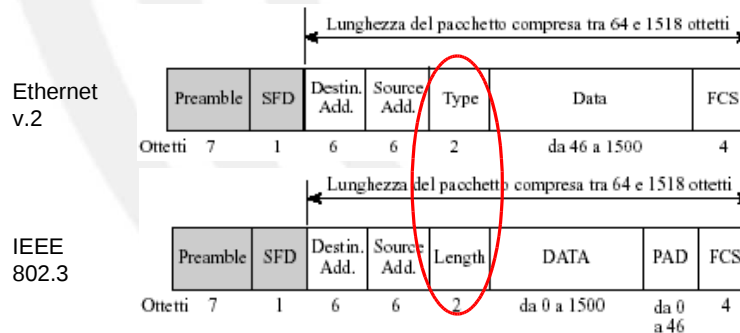 Lunghezza del pacchetto compresa tra 64 e 1518 ottetti
Ethernet
v.2
Preamble SFD Destin. Add. Source Add. Type Data FCS
Ottetti 7 1 6 6 2 da 46 a 1500 4
Lunghezza del pacchetto compresa tra 64 e 1518 ottetti
IEEE
802.3
Preamble SFD Destin. Add. Source Add. Length DATA PAD FCS
Ottetti 7 1 6 6 2 da 0 a 1500 da 0 a 46 4